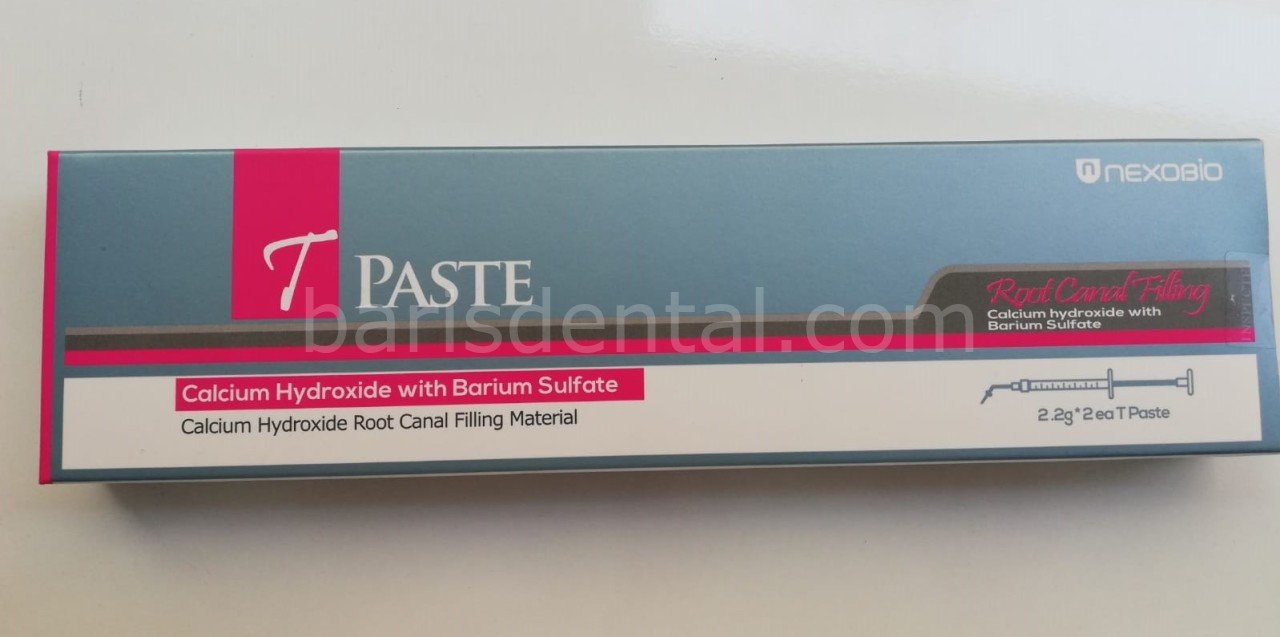 nexobio
T PASTE
Root Canal Filling
Calcium hydroxide with
Barium Sulfate
barisdental.com
Calcium Hydroxide with Barium Sulfate
Calcium Hydroxide Root Canal Filling Material
2.2g*2ea T Paste